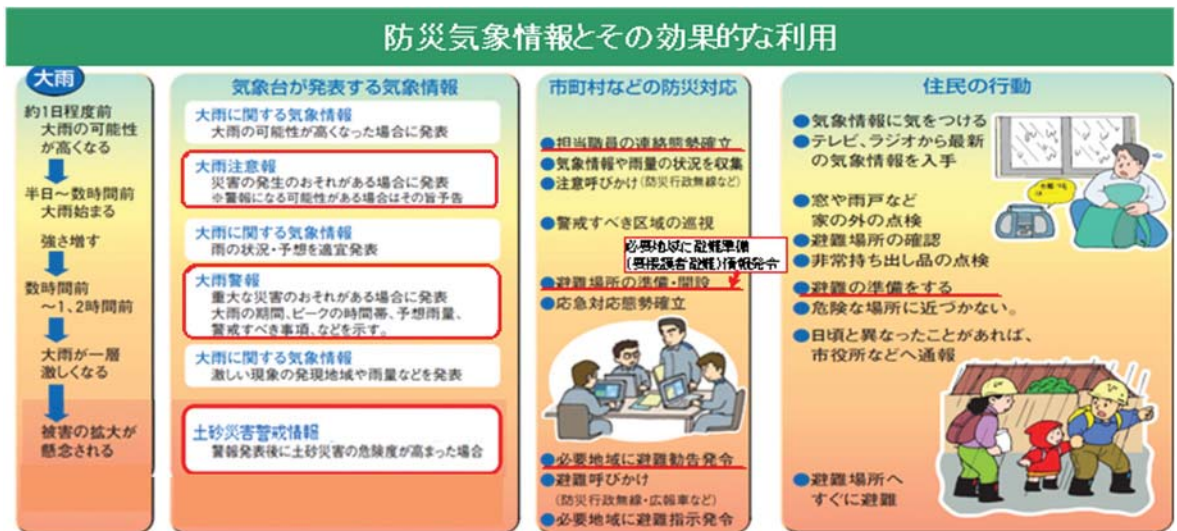 防災気象情報とその効果的な利用
大雨
約1日程度前
大雨の可能性
が高くなる
半日～数時間前
大雨始まる
強さ増す
数時間前
～1、2時間前
大雨が一層
激しくなる
被害の拡大が
懸念される
気象台が発表する気象情報
大雨に関する気象情報
大雨の可能性が高くなった場合に発表
大雨注意報
災害の発生のおそれがある場合に発表
※警報になる可能性がある場合はその旨予告
大雨に関する気象情報
雨の状況・予想を適宜発表
大雨警報
重大な災害のおそれがある場合に発表
大雨の期間、ピークの時間帯、予想雨量、
警戒すべき事項、などを示す。
大雨に関する気象情報
激しい現象の発現地域や雨量などを発表
土砂災害警戒情報
警報発表後に土砂災害の危険度が高まった場合
市町村などの防災対応
●担当職員の連絡態勢確立
●気象情報や雨量の状況を収集
●注意呼びかけ(防災行政無線など)
●警戒すべき区域の巡視
必要地域に避難準備
(要援護者避難)情報発令
●避難場所の準備・開設
●応急対応態勢確立
●必要地域に避難勧告発令
●避難呼びかけ
(防災行政無線・広報車など)
●必要地域に避難指示発令
住民の行動
●気象情報に気をつける
●テレビ、ラジオから最新
の気象情報を入手
●窓や雨戸など
家の外の点検
●避難場所の確認
●非常持ち出し品の点検
●避難の準備をする
●危険な場所に近づかない。
●日頃と異なったことがあれば、
市役所などへ通報
●避難場所へ
すぐに避難